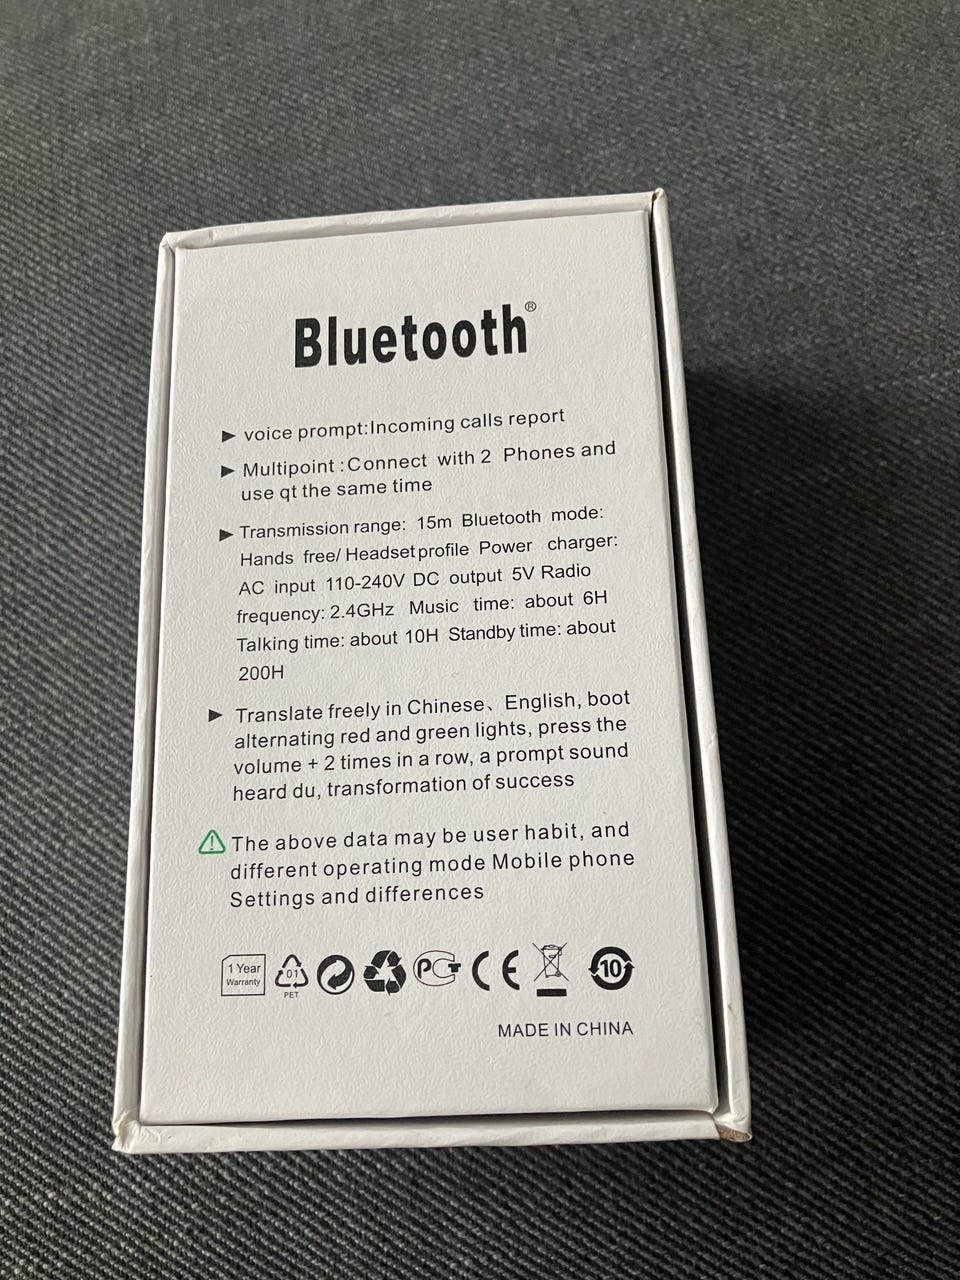 Bluetooth®
▶ voice prompt:Incoming calls report
▶ Multipoint :Connect with 2 Phones and
use qt the same time
▶ Transmission range: 15m Bluetooth mode:
Hands free/ Headset profile Power charger:
AC input 110-240V DC output 5V Radio
frequency: 2.4GHz Music time: about 6H
Talking time: about 10H Standby time: about
200H
▶ Translate freely in Chinese、English, boot
alternating red and green lights, press the
volume + 2 times in a row, a prompt sound
heard du, transformation of success
The above data may be user habit, and
different operating mode Mobile phone
Settings and differences
1 Year
Warranty
01
PET
PCT
CE
10
MADE IN CHINA